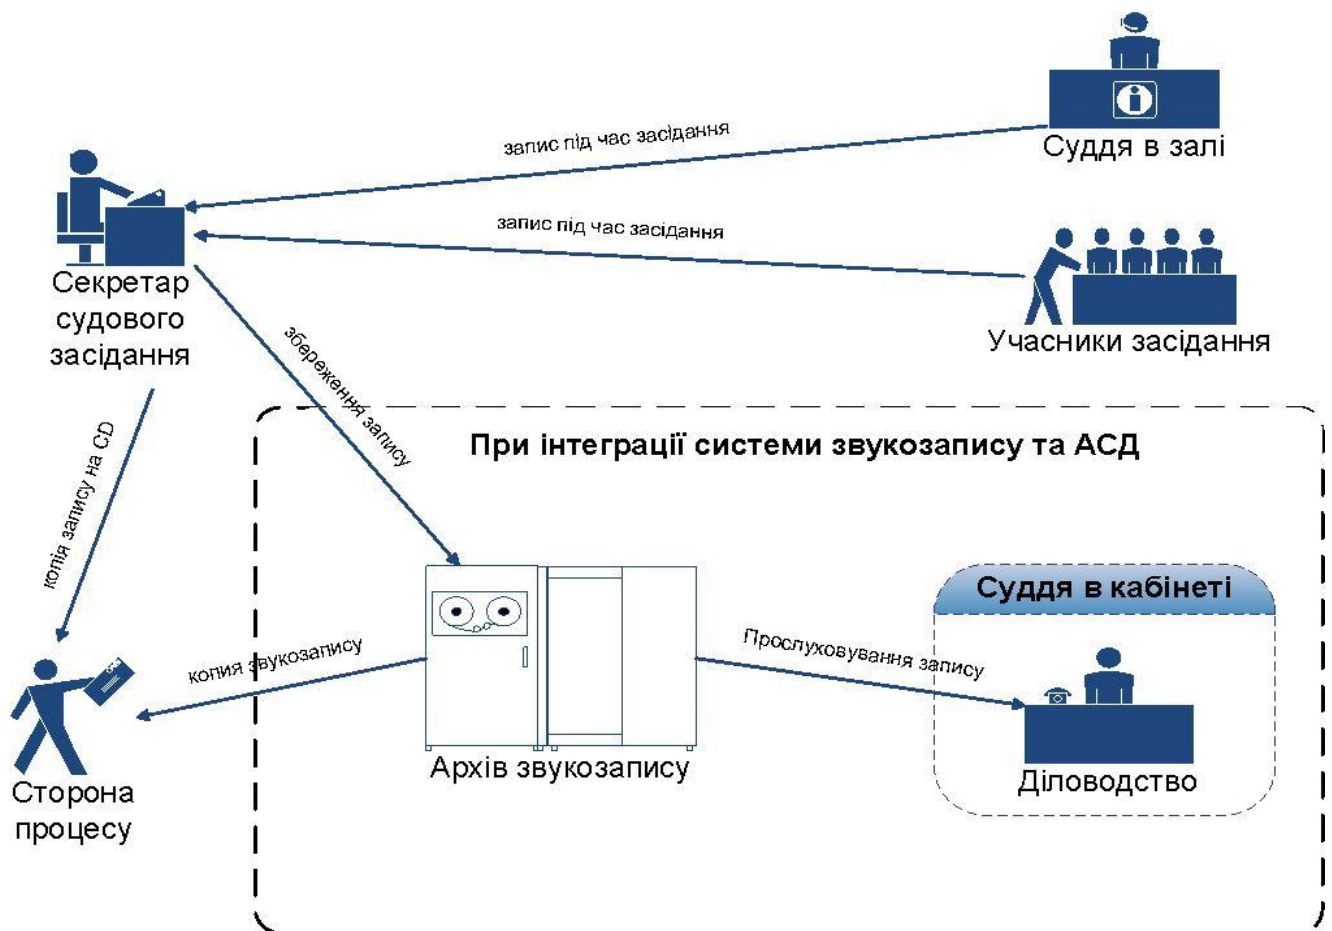 запис під час засідання
Суддя в залі
запис під час засідання
Секретар
судового
засідання
Учасники засідання
збереження запису
копія запису на CD
При інтеграції системи звукозапису та АСД
Суддя в кабінеті
копия звукозапису
Прослуховування запису
Архів звукозапису
Діловодство
Сторона
процесу